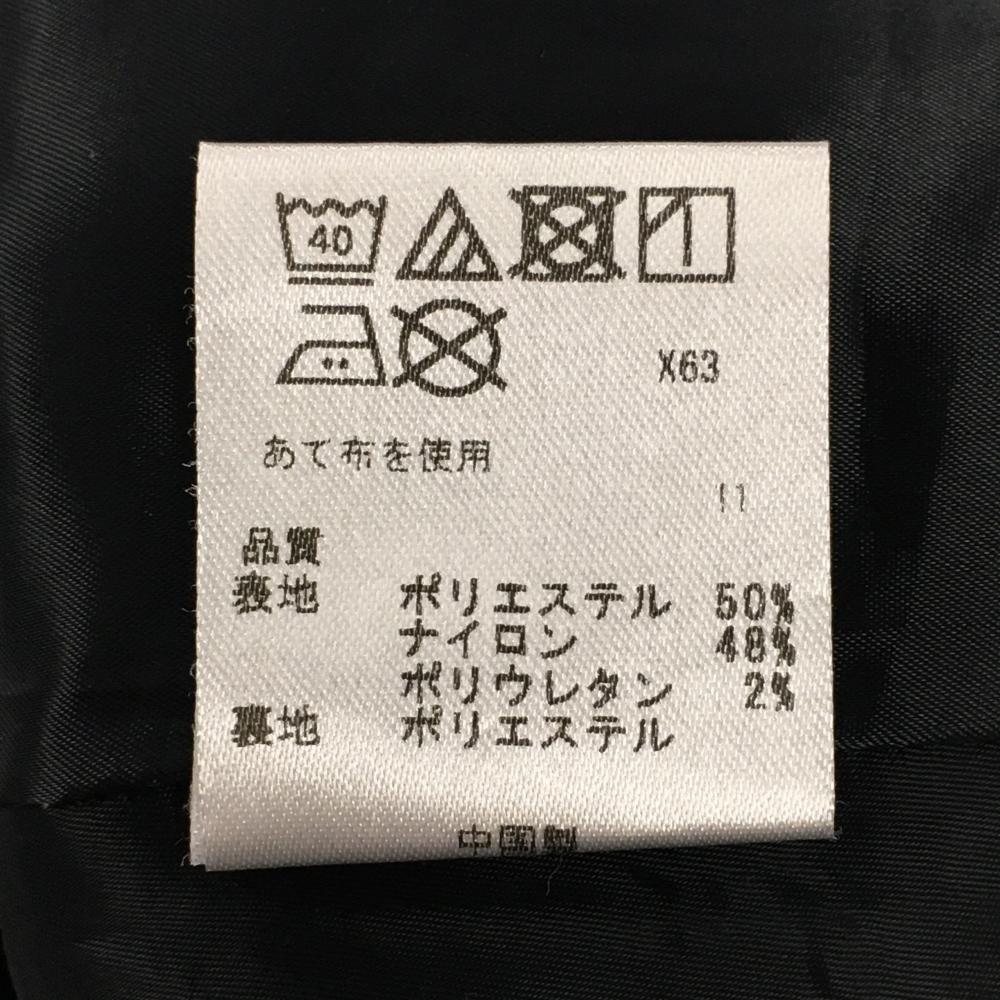 40
X63
あて布を使用
11
品質
表地 ポリエステル 50%
ナイロン 48%
ポリウレタン 2%
裏地 ポリエステル
中国製